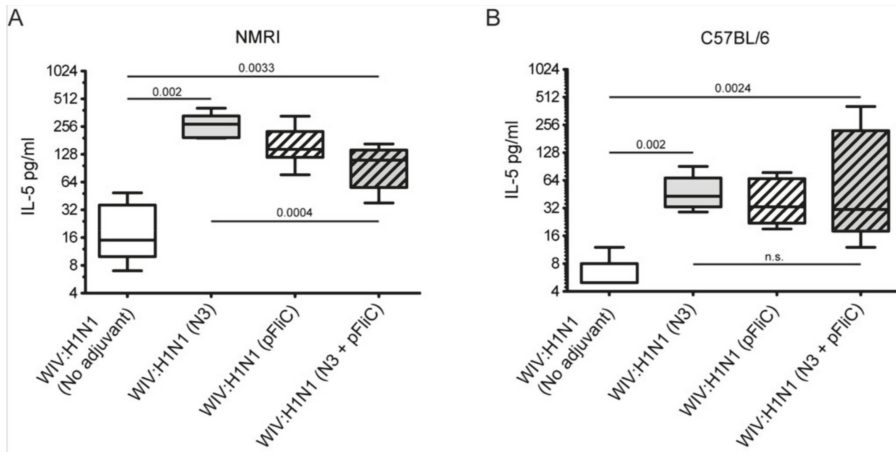 A
NMRI
IL-5 pg/ml
1024
512
256
128
64
32
16
8
4
0.0033
0.002
0.0004
WIV:H1N1
(No adjuvant)
WIV:H1N1 (N3)
WIV:H1N1 (pFliC)
WIV:H1N1 (N3 + pFliC)
B
C57BL/6
IL-5 pg/ml
1024
512
256
128
64
32
16
8
4
0.0024
0.002
n.s.
WIV:H1N1
(No adjuvant)
WIV:H1N1 (N3)
WIV:H1N1 (pFliC)
WIV:H1N1 (N3 + pFliC)